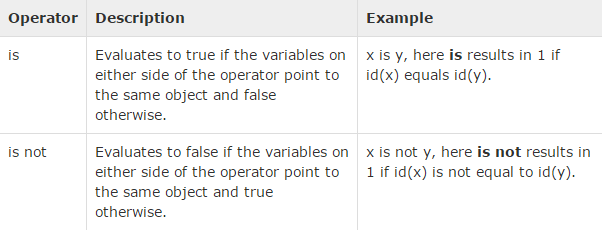 Operator Description Example
is Evaluates to true if the variables on x is y, here is results in 1 if
either side of the operator point to id(x) equals id(y).
the same object and false
otherwise.
is not Evaluates to false if the variables on x is not y, here is not results in
either side of the operator point to 1 if id(x) is not equal to id(y).
the same object and true
otherwise.